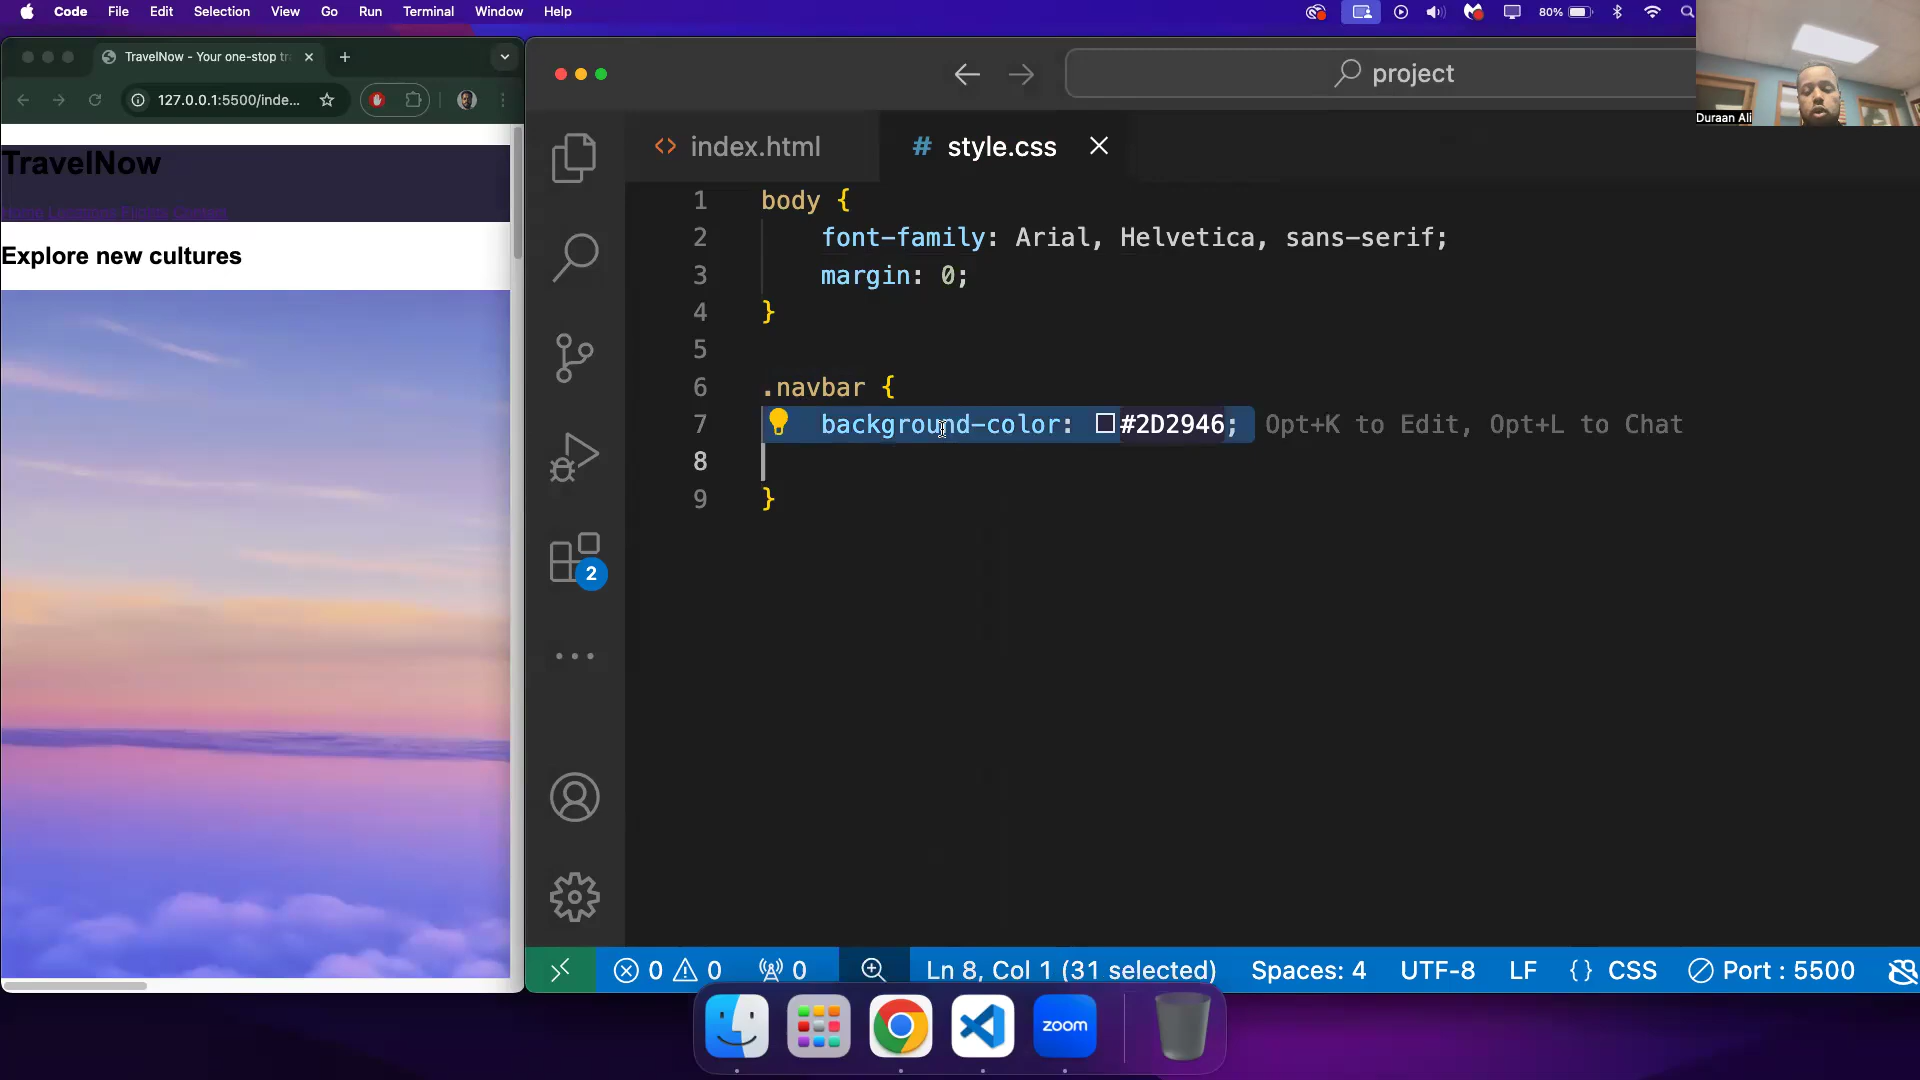 Code File Edit Selection View Go Run Terminal Window Help
80%
TravelNow - Your one-stop tr
127.0.0.1:5500/inde...
TravelNow
Home Locations Flights Contact
Explore new cultures
project
Duraan Ali
<> index.html
# style.css
1 body {
2 font-family: Arial, Helvetica, sans-serif;
3 margin: 0;
4 }
5
6 .navbar {
7 background-color: #2D2946; Opt+K to Edit, Opt+L to Chat
8
9 }
2
0 0 0 Ln 8, Col 1 (31 selected) Spaces: 4 UTF-8 LF {} CSS Port : 5500
zoom